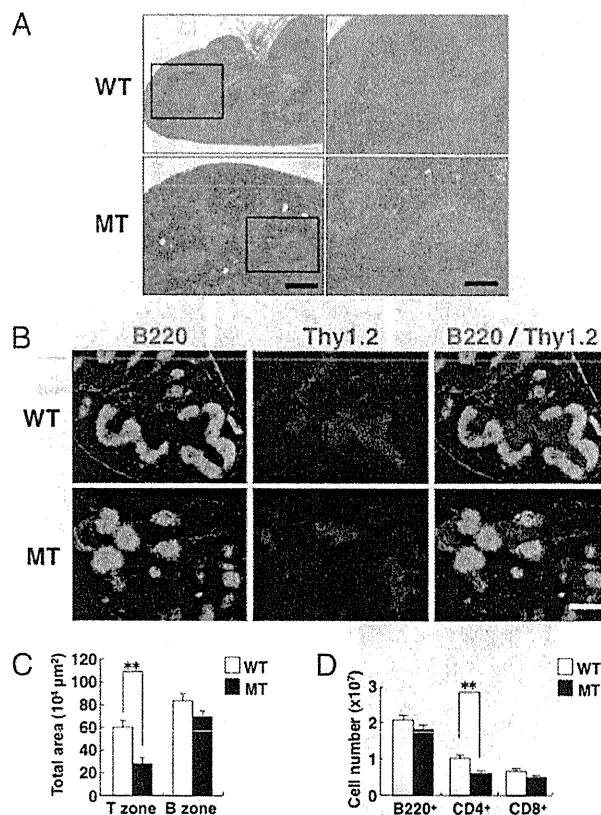 A
WT
MT
B
B220
Thy1.2
B220 / Thy1.2
WT
MT
C
Total area (10⁴ µm²)
120
100
80
60
40
20
0
**
WT
MT
T zone
B zone
D
Cell number (x10⁷)
3
2
1
0
**
WT
MT
B220⁺
CD4⁺
CD8⁺